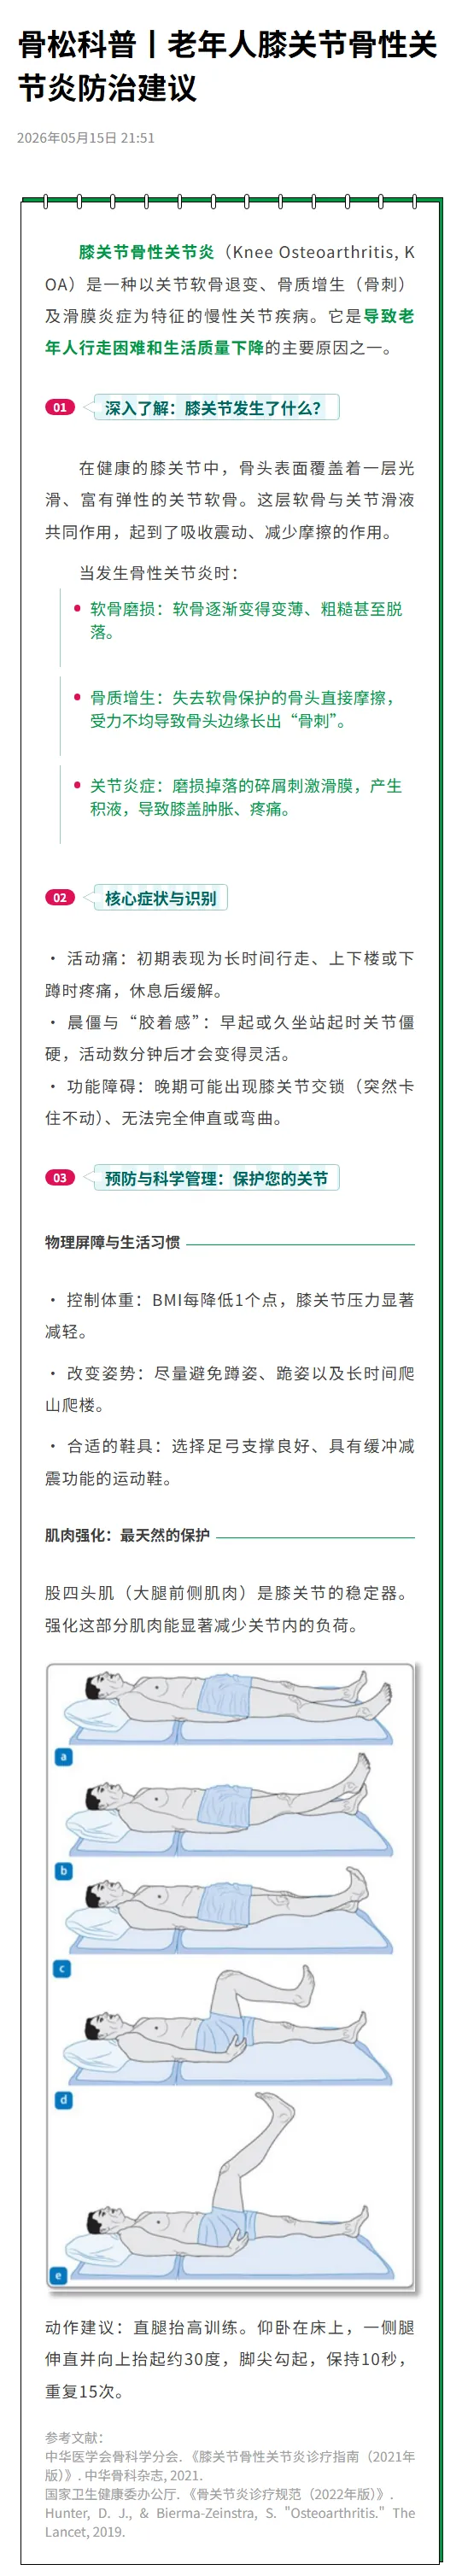 骨松科普丨老年人膝关节骨性关
节炎防治建议
2026年05月15日 21:51
膝关节骨性关节炎（Knee Osteoarthritis, K
OA）是一种以关节软骨退变、骨质增生（骨刺）
及滑膜炎症为特征的慢性关节疾病。它是导致老
年人行走困难和生活质量下降的主要原因之一。
01 深入了解：膝关节发生了什么？
在健康的膝关节中，骨头表面覆盖着一层光
滑、富有弹性的关节软骨。这层软骨与关节滑液
共同作用，起到了吸收震动、减少摩擦的作用。
当发生骨性关节炎时：
软骨磨损：软骨逐渐变得变薄、粗糙甚至脱
落。
骨质增生：失去软骨保护的骨头直接摩擦，
受力不均导致骨头边缘长出“骨刺”。
关节炎症：磨损掉落的碎屑刺激滑膜，产生
积液，导致膝盖肿胀、疼痛。
02 核心症状与识别
· 活动痛：初期表现为长时间行走、上下楼或下
蹲时疼痛，休息后缓解。
· 晨僵与“胶着感”：早起或久坐站起时关节僵
硬，活动数分钟后才会变得灵活。
· 功能障碍：晚期可能出现膝关节交锁（突然卡
住不动）、无法完全伸直或弯曲。
03 预防与科学管理：保护您的关节
物理屏障与生活习惯
· 控制体重：BMI每降低1个点，膝关节压力显著
减轻。
· 改变姿势：尽量避免蹲姿、跪姿以及长时间爬
山爬楼。
· 合适的鞋具：选择足弓支撑良好、具有缓冲减
震功能的运动鞋。
肌肉强化：最天然的保护
股四头肌（大腿前侧肌肉）是膝关节的稳定器。
强化这部分肌肉能显著减少关节内的负荷。
a
b
c
d
e
动作建议：直腿抬高训练。仰卧在床上，一侧腿
伸直并向上抬起约30度，脚尖勾起，保持10秒，
重复15次。
参考文献：
中华医学会骨科学分会. 《膝关节骨性关节炎诊疗指南（2021年
版）》. 中华骨科杂志, 2021.
国家卫生健康委办公厅. 《骨关节炎诊疗规范（2022年版）》.
Hunter, D. J., & Bierma-Zeinstra, S. "Osteoarthritis." The
Lancet, 2019.